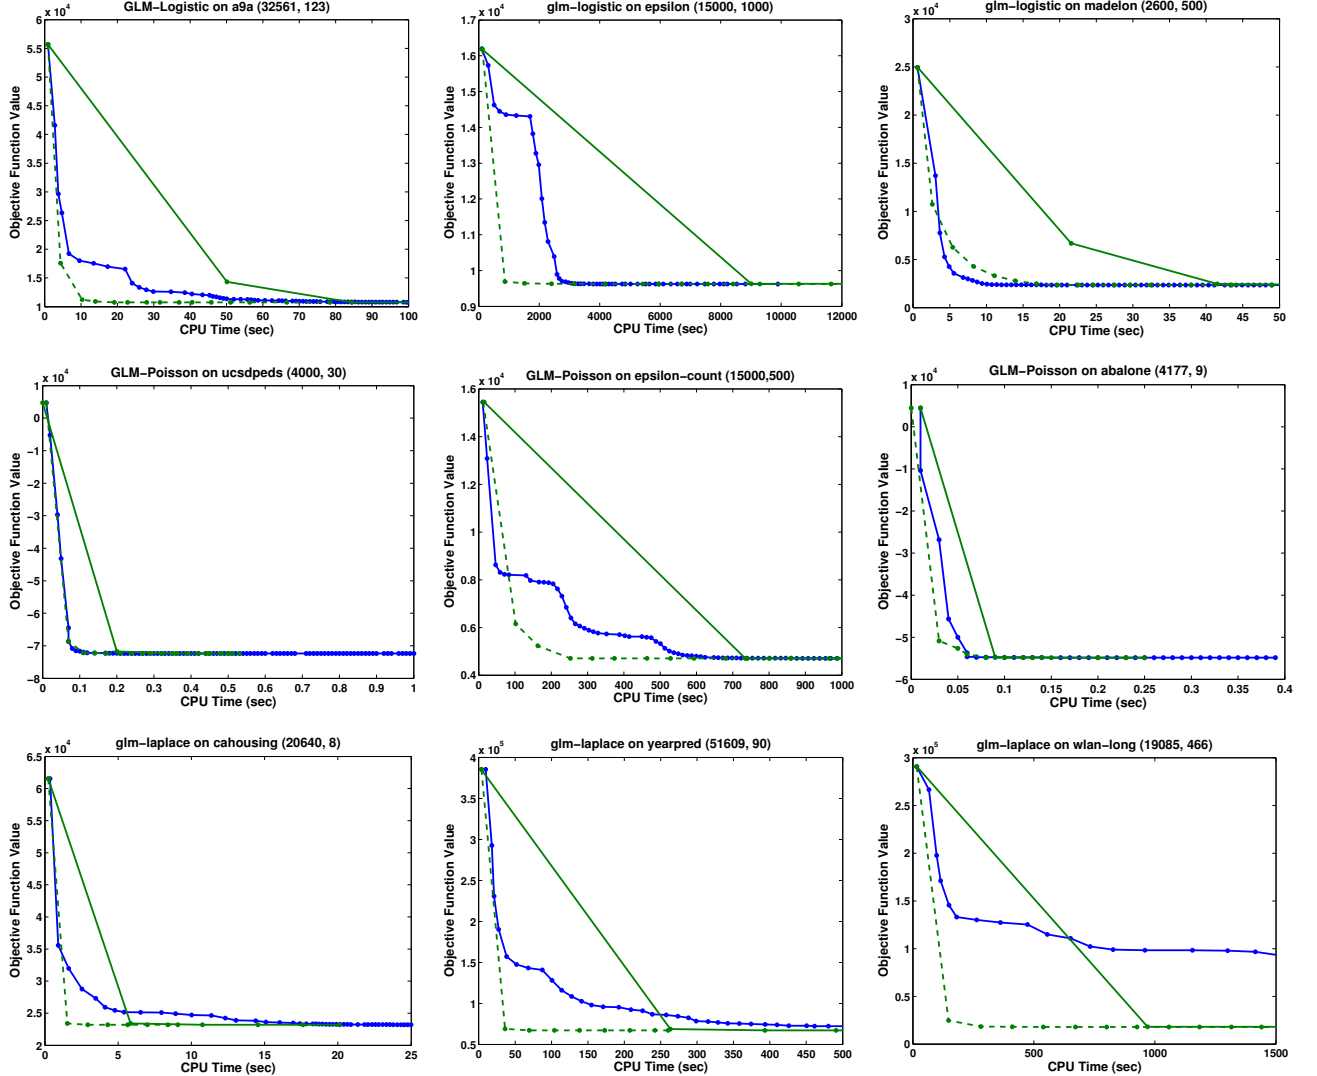 GLM−Logistic on a9a (32561, 123)
x 10^4
Objective Function Value
5.5
5
4.5
4
3.5
3
2.5
2
1.5
1
0 10 20 30 40 50 60 70 80 90 100
CPU Time (sec)
glm−logistic on epsilon (15000, 1000)
x 10^4
Objective Function Value
1.7
1.6
1.5
1.4
1.3
1.2
1.1
1
0.9
0 2000 4000 6000 8000 10000 12000
CPU Time (sec)
glm−logistic on madelon (2600, 500)
x 10^4
Objective Function Value
3
2.5
2
1.5
1
0.5
0
0 5 10 15 20 25 30 35 40 45 50
CPU Time (sec)
GLM−Poisson on ucsdpeds (4000, 30)
x 10^4
Objective Function Value
1
0
−1
−2
−3
−4
−5
−6
−7
−8
0 0.1 0.2 0.3 0.4 0.5 0.6 0.7 0.8 0.9 1
CPU Time (sec)
GLM−Poisson on epsilon−count (15000,500)
x 10^4
Objective Function Value
1.6
1.4
1.2
1
0.8
0.6
0.4
0 100 200 300 400 500 600 700 800 900 1000
CPU Time (sec)
GLM−Poisson on abalone (4177, 9)
x 10^4
Objective Function Value
1
0
−1
−2
−3
−4
−5
−6
0 0.05 0.1 0.15 0.2 0.25 0.3 0.35 0.4
CPU Time (sec)
glm−laplace on cahousing (20640, 8)
x 10^4
Objective Function Value
6.5
6
5.5
5
4.5
4
3.5
3
2.5
2
0 5 10 15 20 25
CPU Time (sec)
glm−laplace on yearpred (51609, 90)
x 10^5
Objective Function Value
4
3.5
3
2.5
2
1.5
1
0.5
0 50 100 150 200 250 300 350 400 450 500
CPU Time (sec)
glm−laplace on wlan−long (19085, 466)
x 10^5
Objective Function Value
3
2.5
2
1.5
1
0.5
0
0 500 1000 1500
CPU Time (sec)